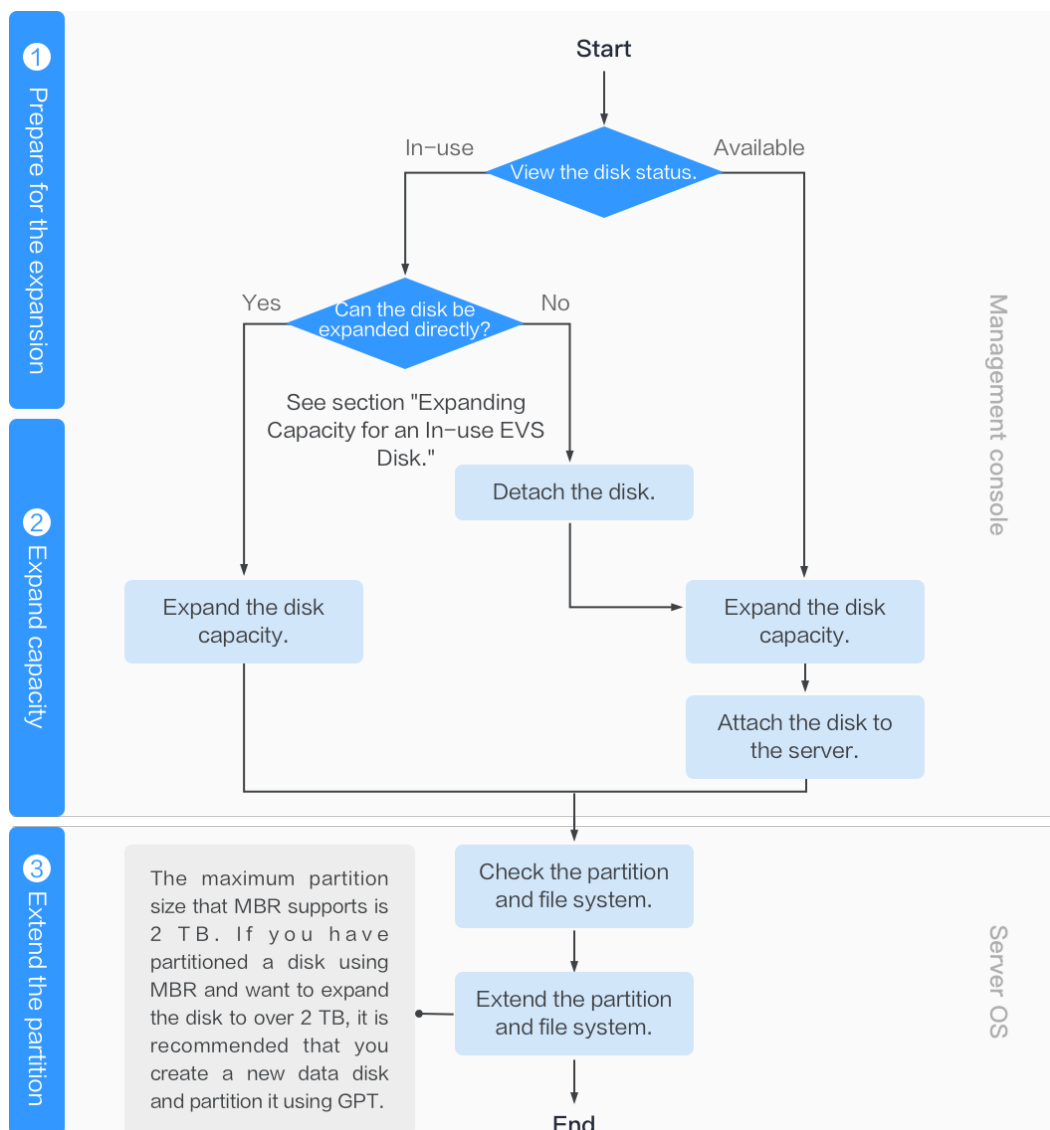 Start
① Prepare for the expansion
In-use
Available
View the disk status.
Yes
No
Can the disk be
expanded directly?
Management console
See section "Expanding
Capacity for an In-use EVS
Disk."
② Expand capacity
Detach the disk.
Expand the disk
capacity.
Expand the disk
capacity.
Attach the disk to
the server.
③ Extend the partition
Check the partition
and file system.
The maximum partition
size that MBR supports is
2 TB. If you have
partitioned a disk using
MBR and want to expand
the disk to over 2 TB, it is
recommended that you
create a new data disk
and partition it using GPT.
Server OS
Extend the partition
and file system.
End